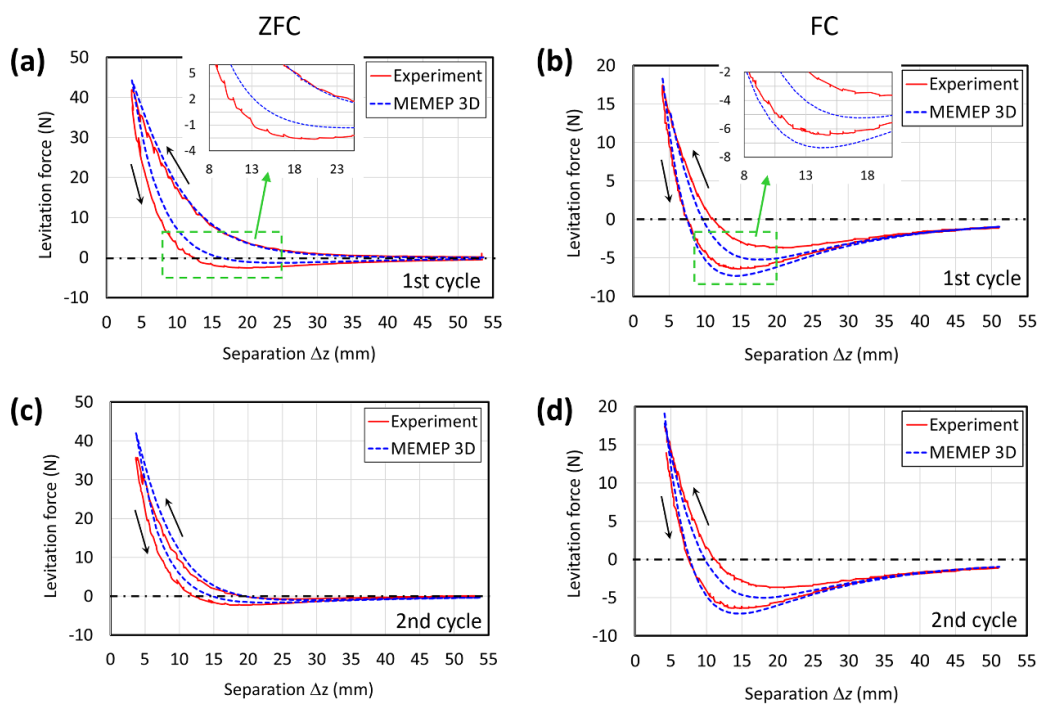 ZFC
FC
(a)
50
40
30
20
10
0
-10
0 5 10 15 20 25 30 35 40 45 50 55
Levitation force (N)
Separation Δz (mm)
5
2
-1
-4
8 13 18 23
Experiment
MEMEP 3D
1st cycle
(b)
20
15
10
5
0
-5
-10
0 5 10 15 20 25 30 35 40 45 50 55
Levitation force (N)
Separation Δz (mm)
-2
-4
-6
-8
8 13 18
Experiment
MEMEP 3D
1st cycle
(c)
50
40
30
20
10
0
-10
0 5 10 15 20 25 30 35 40 45 50 55
Levitation force (N)
Separation Δz (mm)
Experiment
MEMEP 3D
2nd cycle
(d)
20
15
10
5
0
-5
-10
0 5 10 15 20 25 30 35 40 45 50 55
Levitation force (N)
Separation Δz (mm)
Experiment
MEMEP 3D
2nd cycle